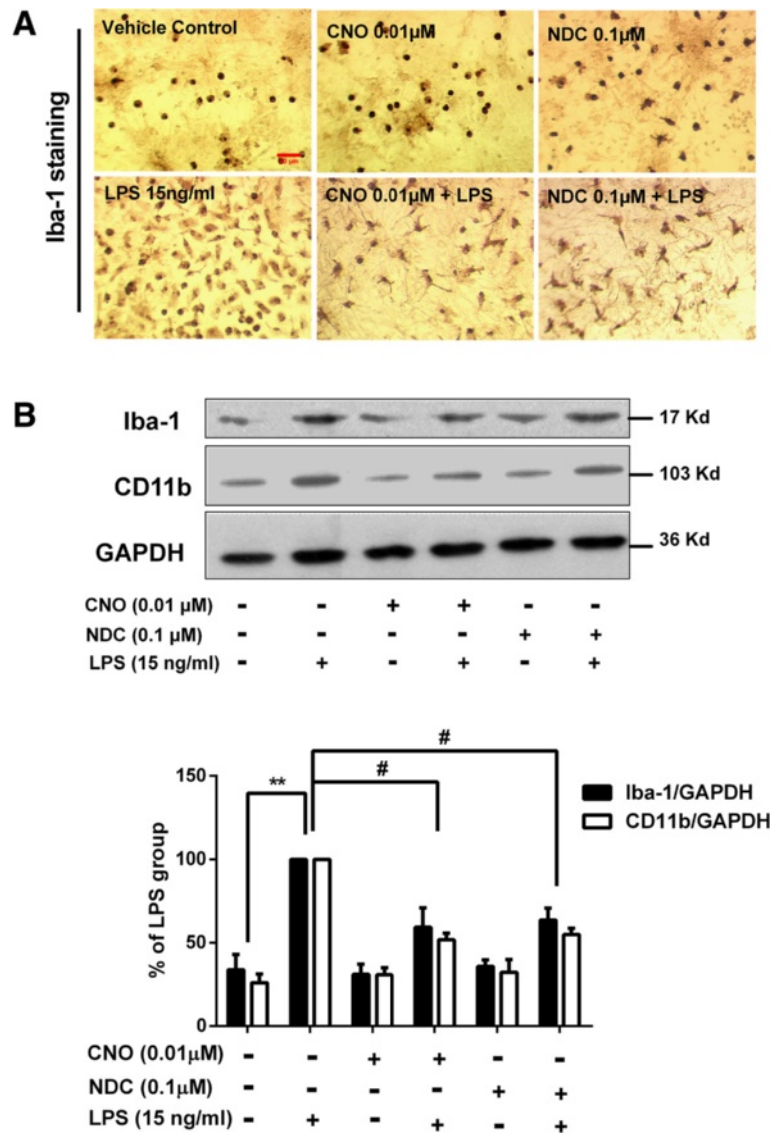 A
Iba-1 staining
Vehicle Control
CNO 0.01µM
NDC 0.1µM
LPS 15ng/ml
CNO 0.01µM + LPS
NDC 0.1µM + LPS
B
Iba-1
17 Kd
CD11b
103 Kd
GAPDH
36 Kd
CNO (0.01 µM) - - + + - -
NDC (0.1 µM) - - - - + +
LPS (15 ng/ml) - + - + - +
#
#
**
150
100
50
0
% of LPS group
Iba-1/GAPDH
CD11b/GAPDH
CNO (0.01µM) - - + + - -
NDC (0.1µM) - - - - + +
LPS (15 ng/ml) - + - + - +